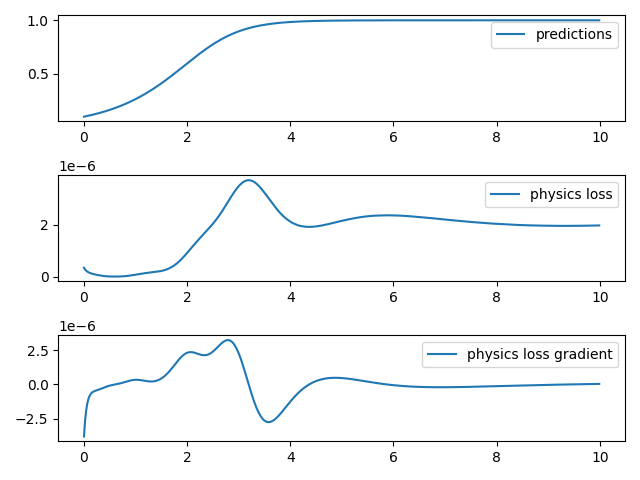 1.0
predictions
0.5
0 2 4 6 8 10
1e−6
physics loss
2
0
0 2 4 6 8 10
1e−6
physics loss gradient
2.5
0.0
−2.5
0 2 4 6 8 10